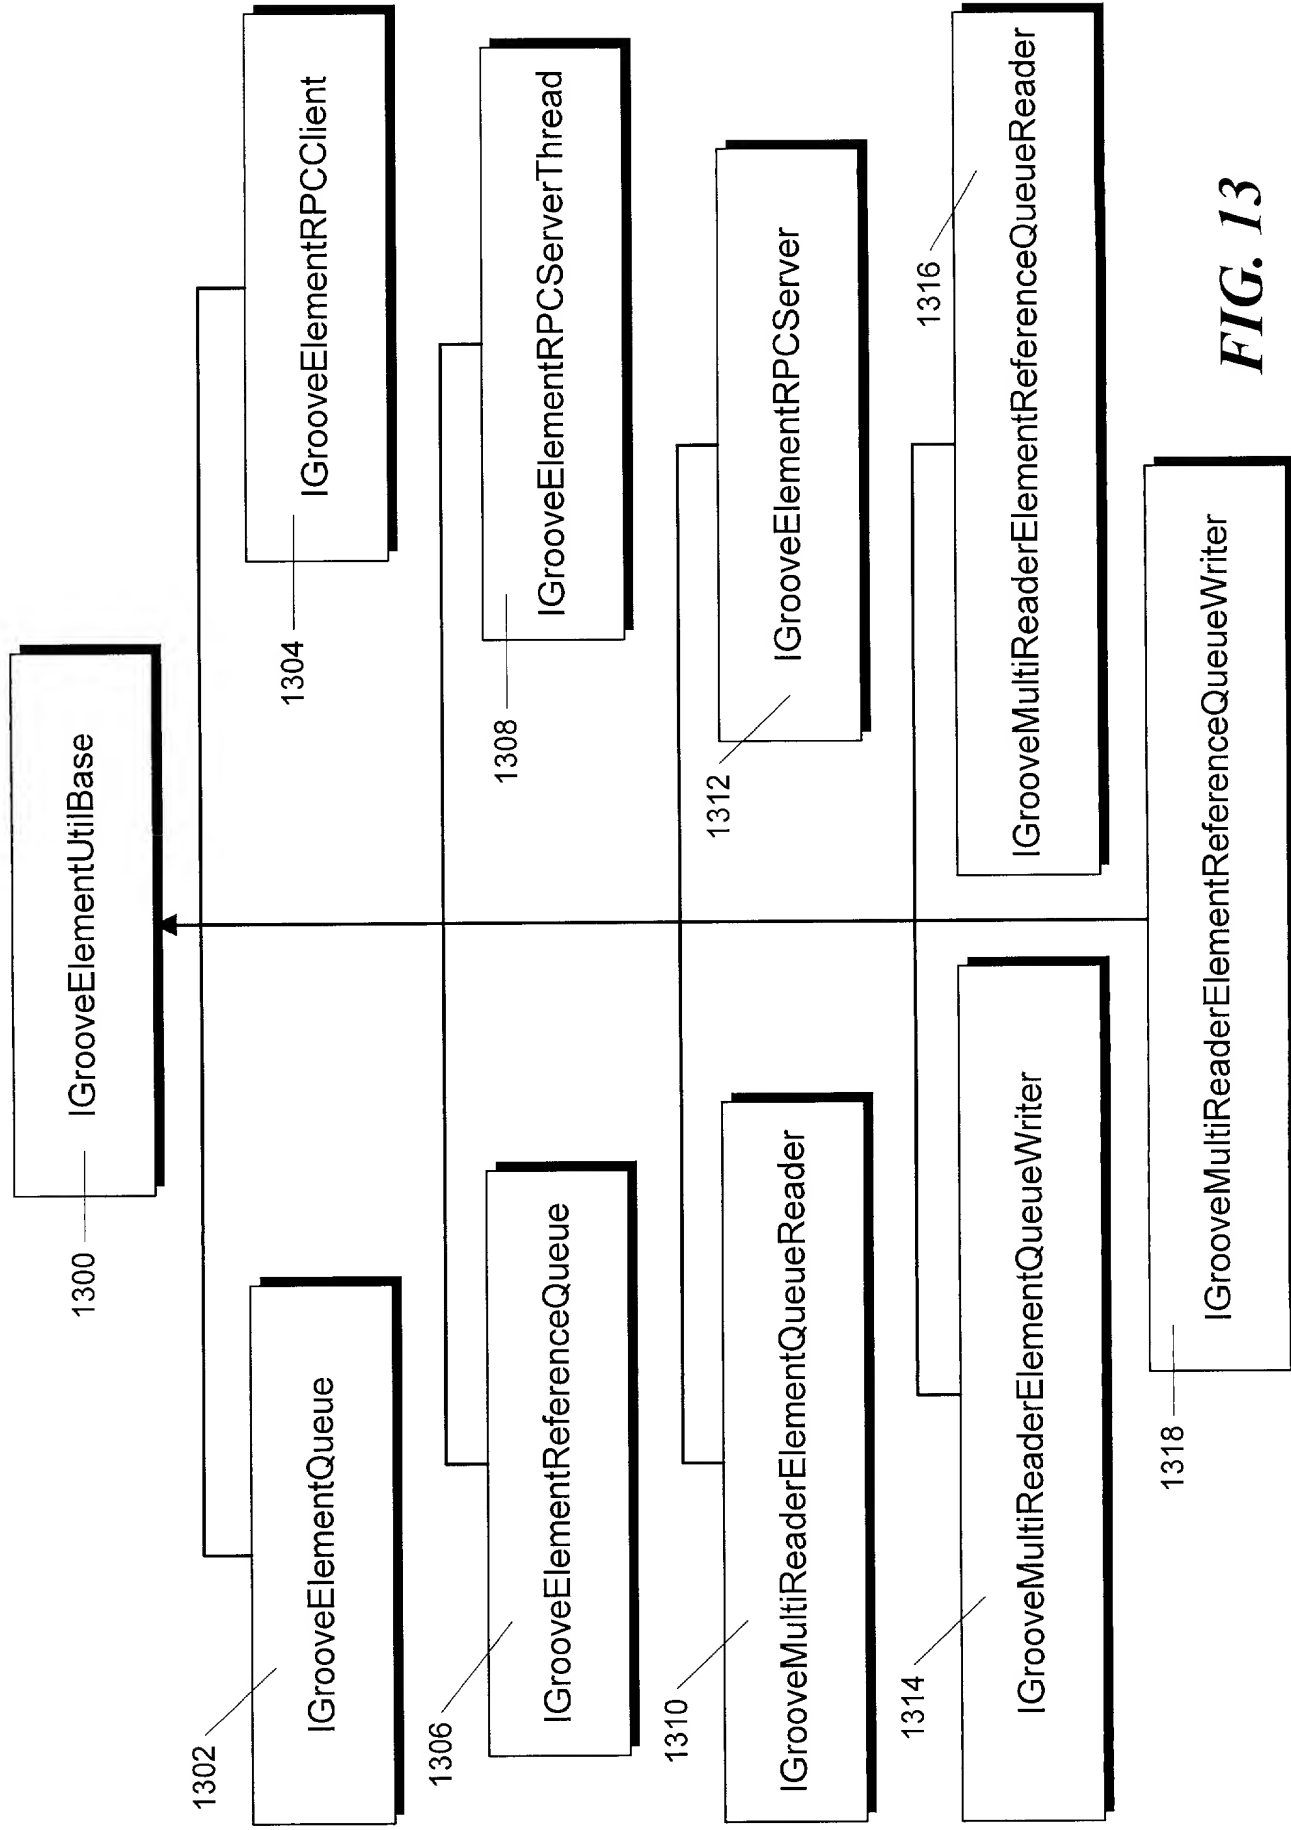 IGrooveElementUtilBase
1300
IGrooveElementQueue
1302
IGrooveElementRPCClient
1304
IGrooveElementReferenceQueue
1306
IGrooveElementRPCServerThread
1308
IGrooveMultiReaderElementQueueReader
1310
IGrooveElementRPCServer
1312
IGrooveMultiReaderElementQueueWriter
1314
IGrooveMultiReaderElementReferenceQueueReader
1316
IGrooveMultiReaderElementReferenceQueueWriter
1318
FIG. 13